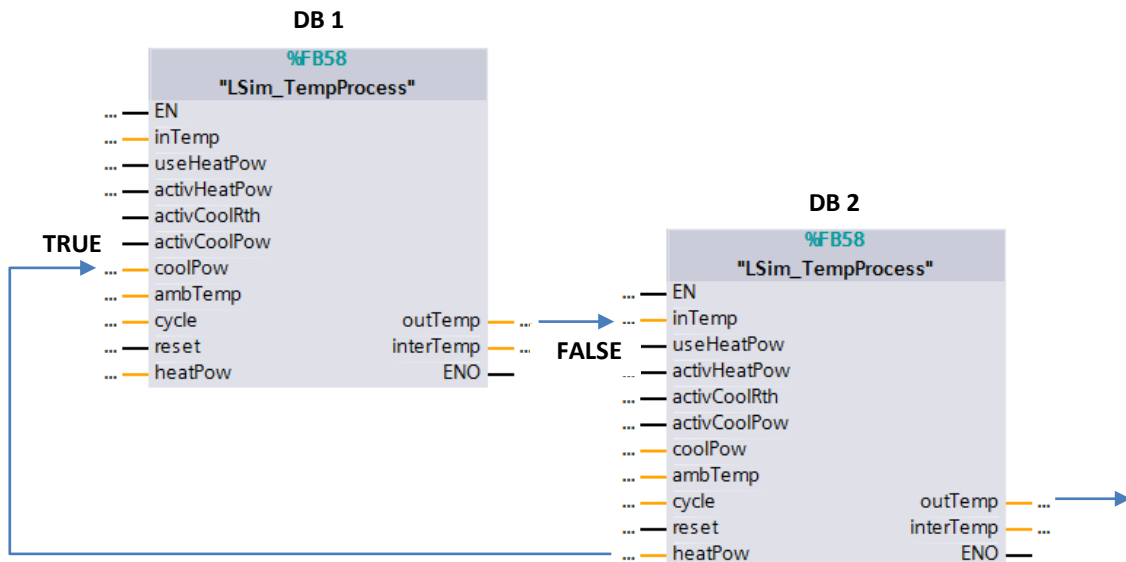 DB 1
%FB58
"LSim_TempProcess"
... EN
... inTemp
... useHeatPow
... activHeatPow
activCoolRth
TRUE activCoolPow
... coolPow
... ambTemp
... cycle outTemp ...
... reset interTemp ...
... heatPow ENO
DB 2
%FB58
"LSim_TempProcess"
... EN
... inTemp
FALSE useHeatPow
... activHeatPow
... activCoolRth
... activCoolPow
... coolPow
... ambTemp
... cycle outTemp ...
... reset interTemp ...
... heatPow ENO